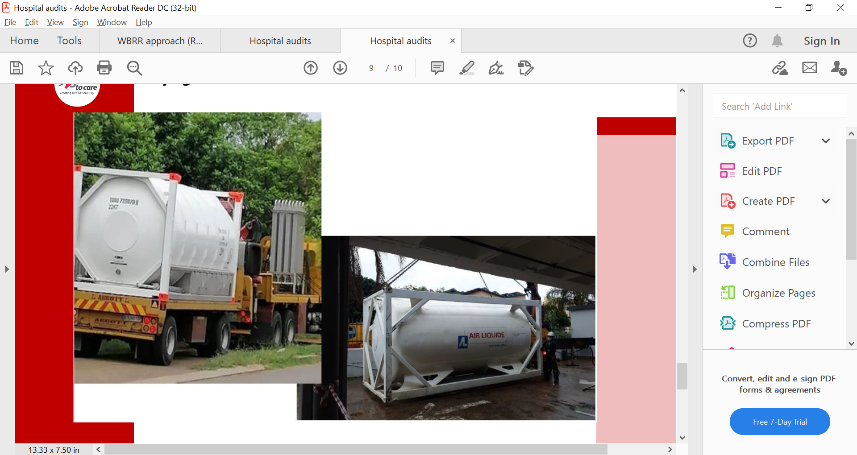 Hospital audits - Adobe Acrobat Reader DC (32-bit)
File Edit View Sign Window Help
Home Tools WBRR approach (R... Hospital audits Hospital audits × Sign In
9 / 10
to care
Search 'Add Link'
Export PDF
Edit PDF
Create PDF
Comment
Combine Files
Organize Pages
Compress PDF
22K7
ABBOTT
AIR LIQUIDE
Convert, edit and e-sign PDF
forms & agreements
Free 7-Day Trial
13.33 x 7.50 in